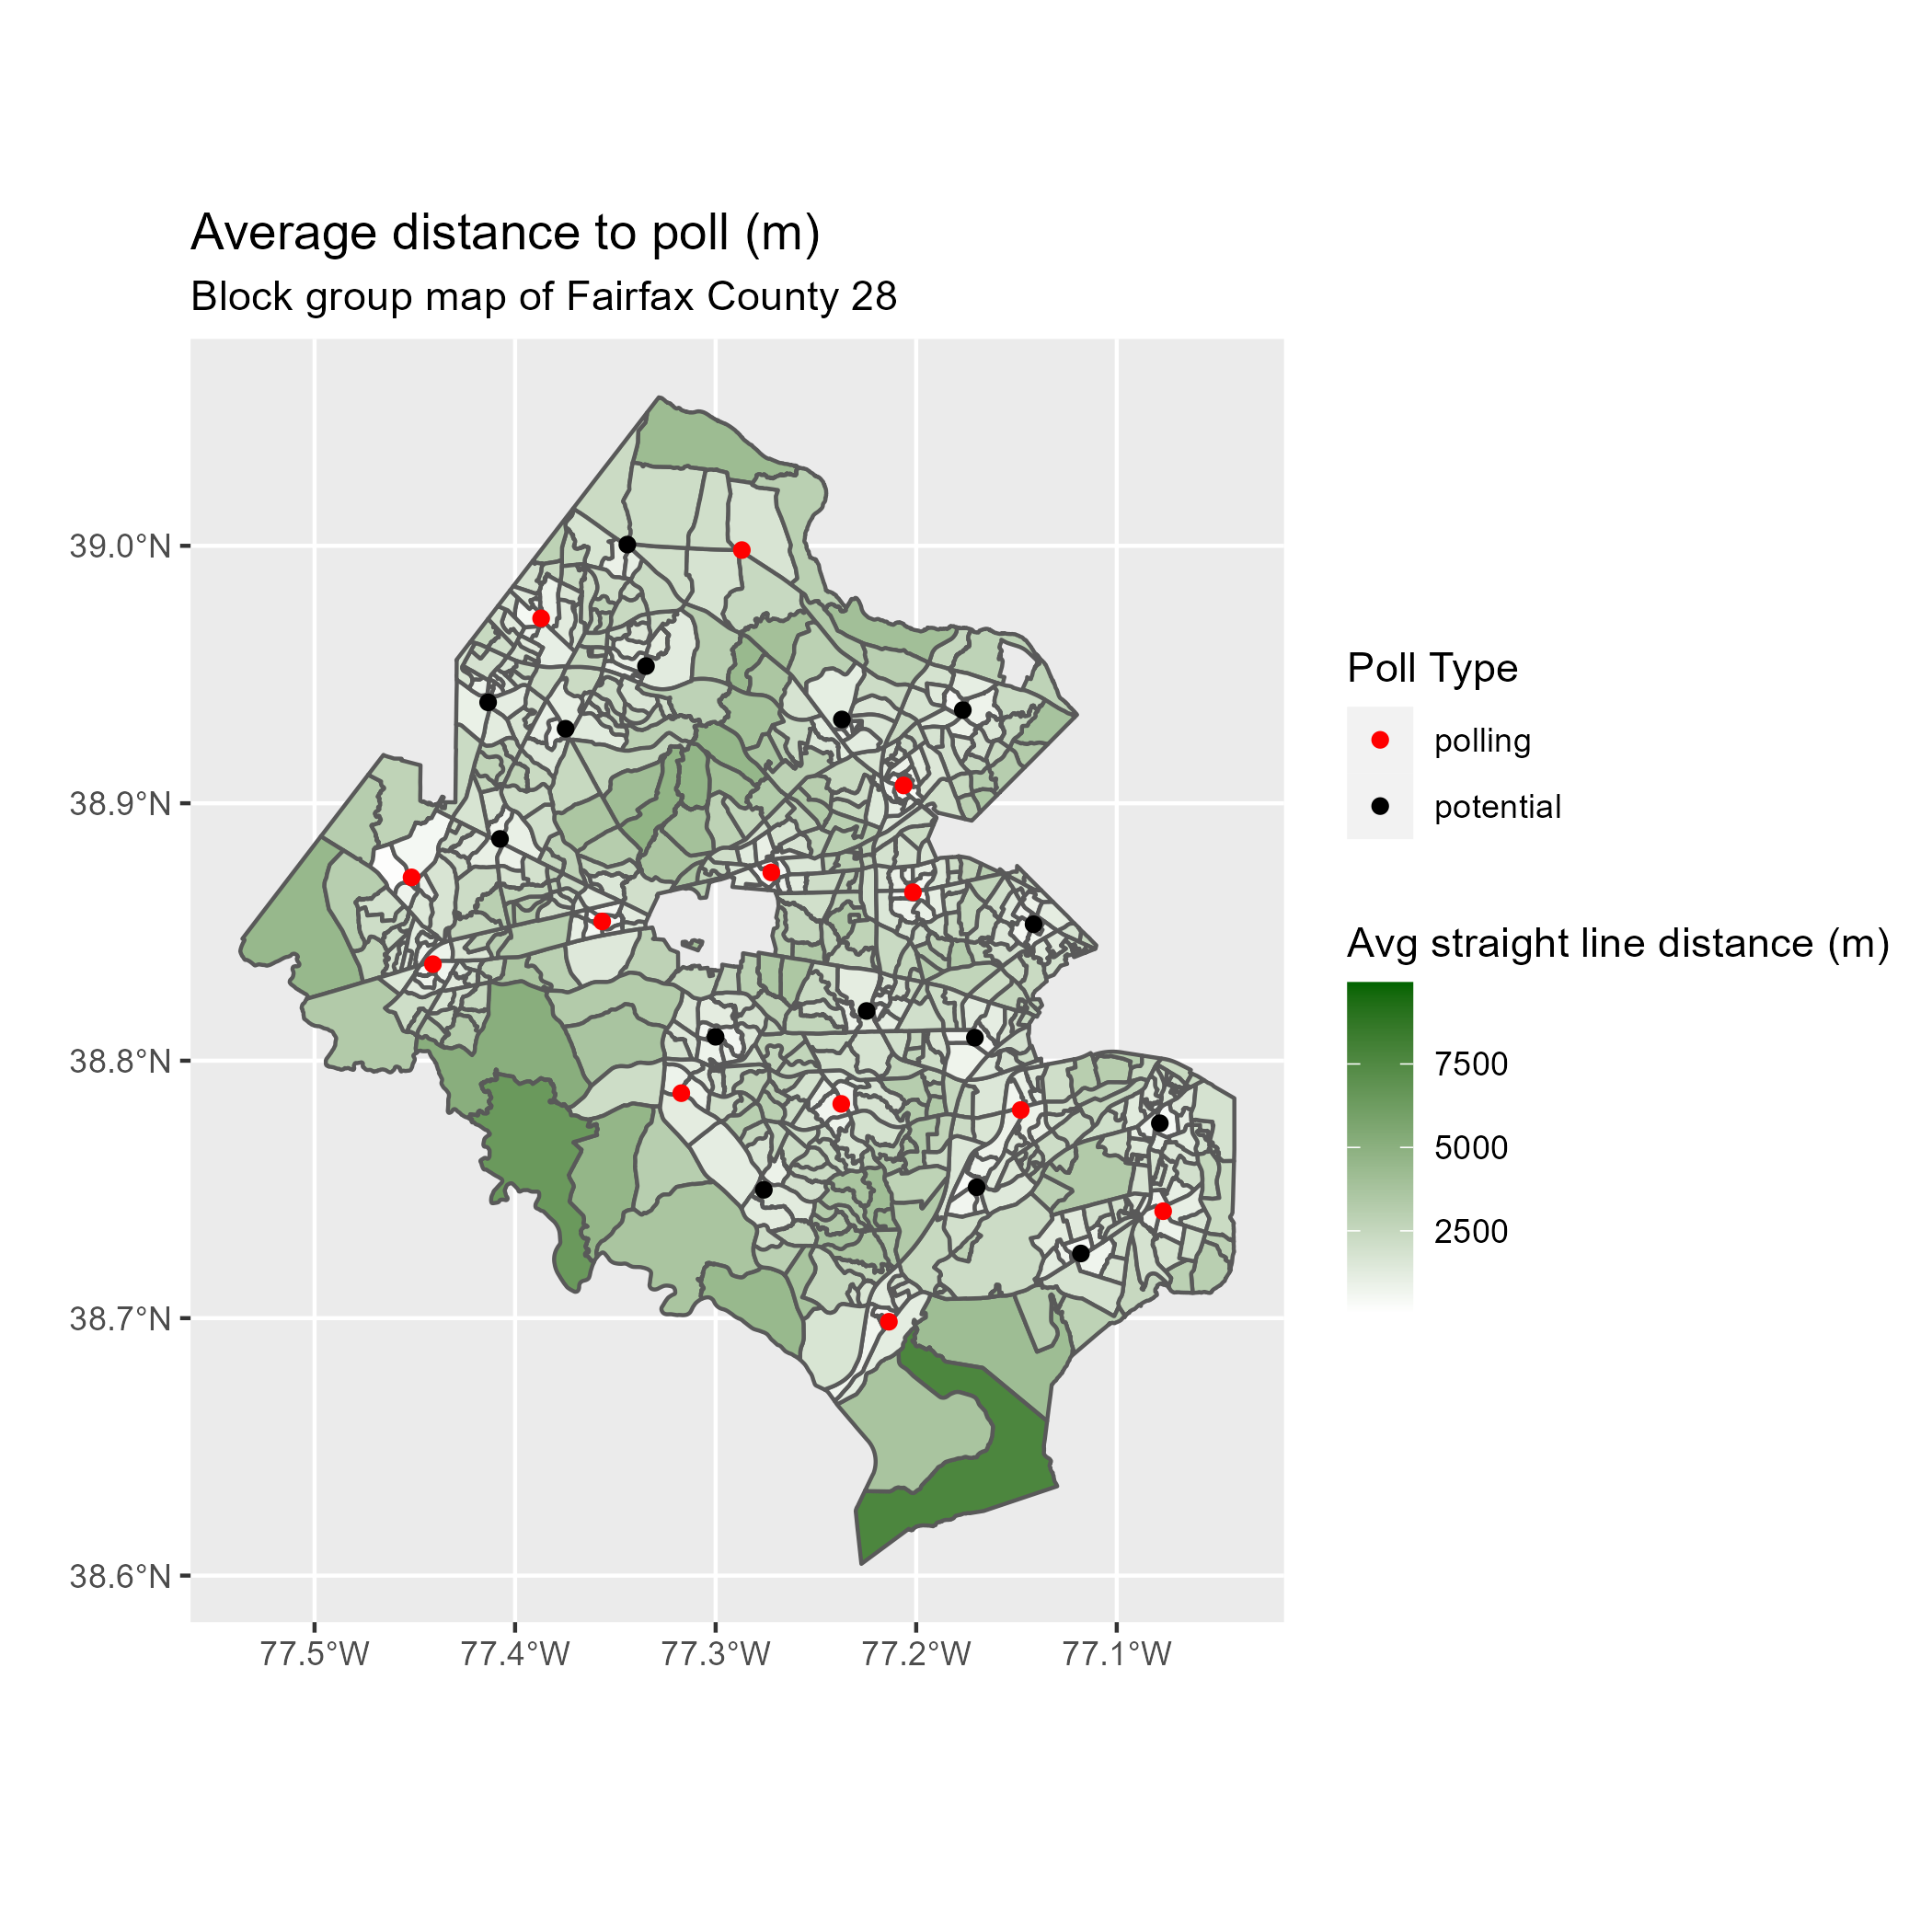 Average distance to poll (m)
Block group map of Fairfax County 28
39.0°N
38.9°N
38.8°N
38.7°N
38.6°N
77.5°W 77.4°W 77.3°W 77.2°W 77.1°W
Poll Type
polling
potential
Avg straight line distance (m)
7500
5000
2500